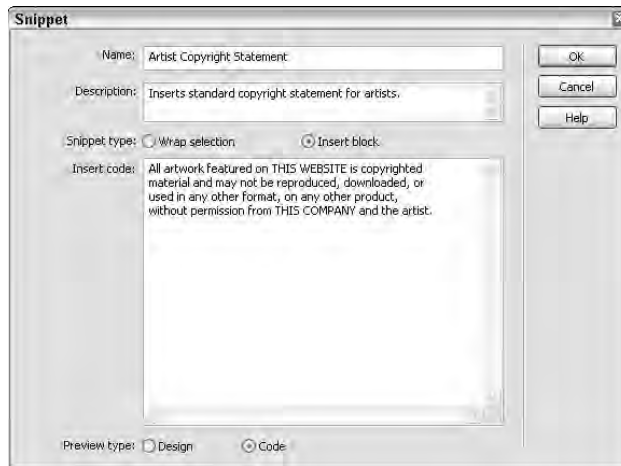 Snippet
Name: Artist Copyright Statement
OK
Description: Inserts standard copyright statement for artists.
Cancel
Help
Snippet type: Wrap selection Insert block
Insert code: All artwork featured on THIS WEBSITE is copyrighted
material and may not be reproduced, downloaded, or
used in any other format, on any other product,
without permission from THIS COMPANY and the artist.
Preview type: Design Code